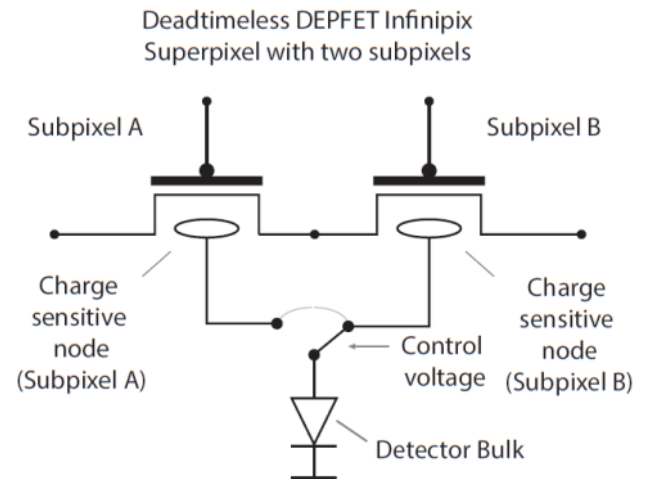 Deadtimeless DEPFET Infinipix
Superpixel with two subpixels
Subpixel A
Subpixel B
Charge
sensitive
node
(Subpixel A)
Charge
sensitive
node
(Subpixel B)
Control
voltage
Detector Bulk